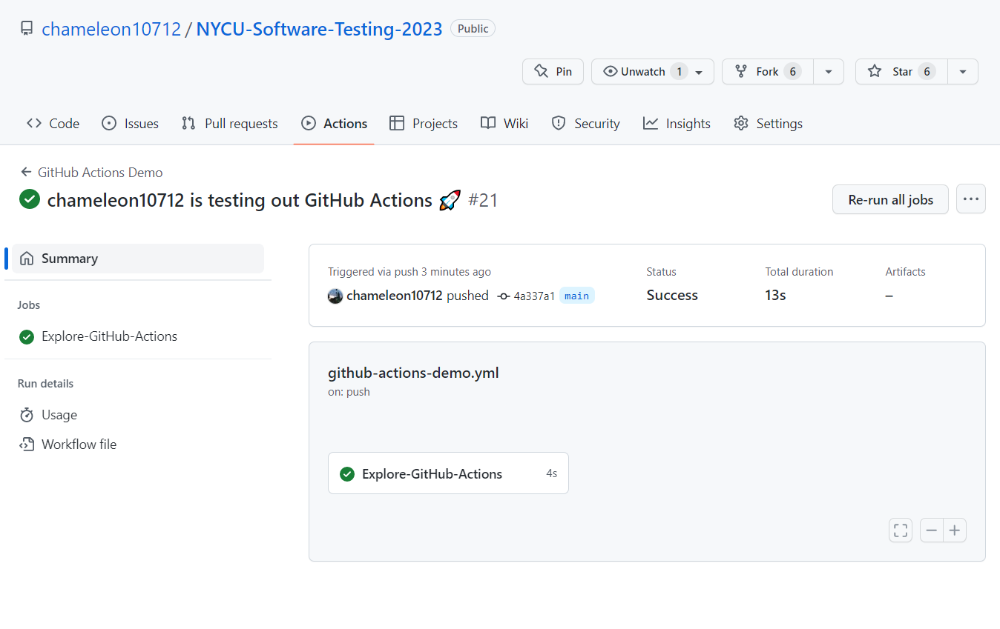 chameleon10712 / NYCU-Software-Testing-2023 Public
Pin Unwatch 1 Fork 6 Star 6
Code Issues Pull requests Actions Projects Wiki Security Insights Settings
GitHub Actions Demo
chameleon10712 is testing out GitHub Actions 🚀 #21
Re-run all jobs
Summary
Jobs
Explore-GitHub-Actions
Run details
Usage
Workflow file
Triggered via push 3 minutes ago
chameleon10712 pushed 4a337a1 main
Status
Success
Total duration
13s
Artifacts
–
github-actions-demo.yml
on: push
Explore-GitHub-Actions 4s